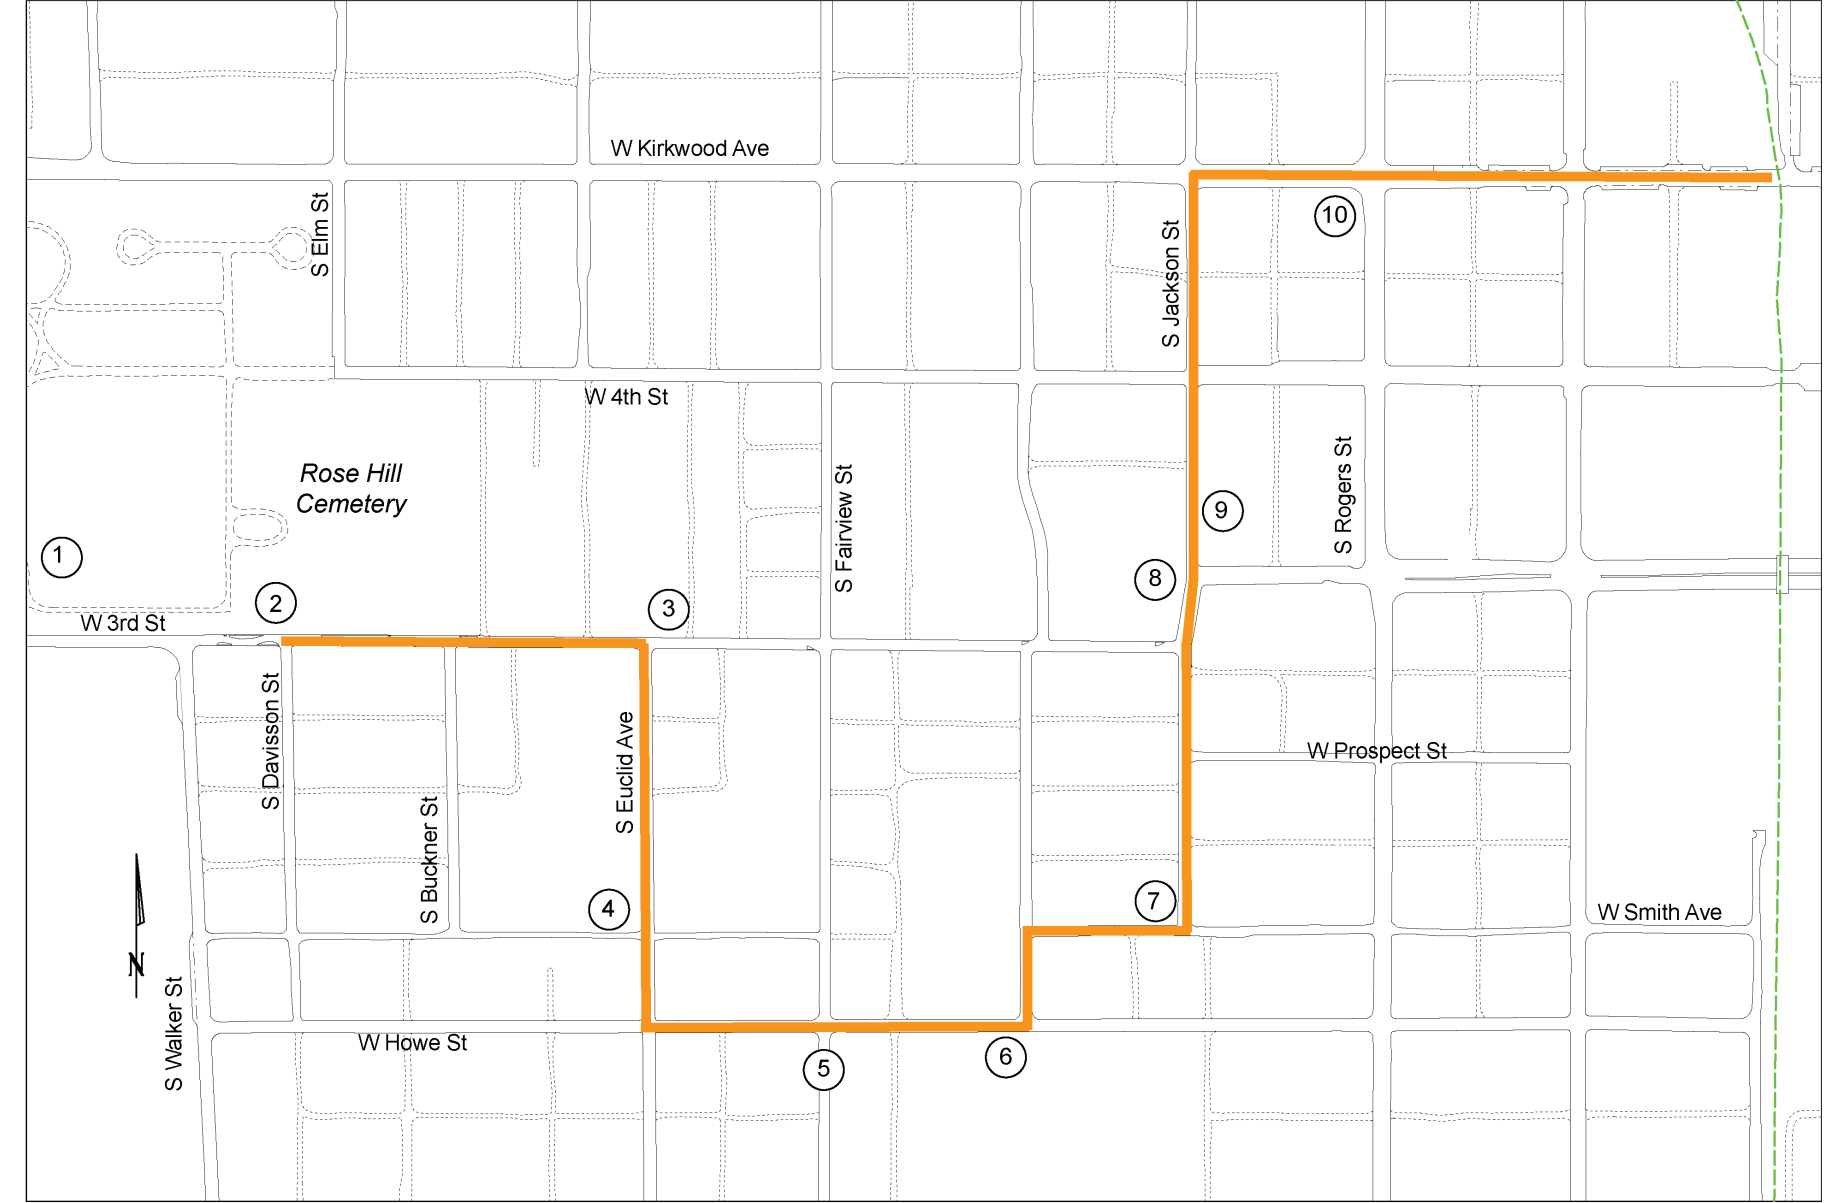 W Kirkwood Ave
S Elm St
10
S Jackson St
W 4th St
Rose Hill
Cemetery
S Fairview St
S Rogers St
9
1
8
2
3
W 3rd St
S Davisson St
S Euclid Ave
W Prospect St
S Buckner St
4
7
W Smith Ave
N
S Walker St
W Howe St
5
6